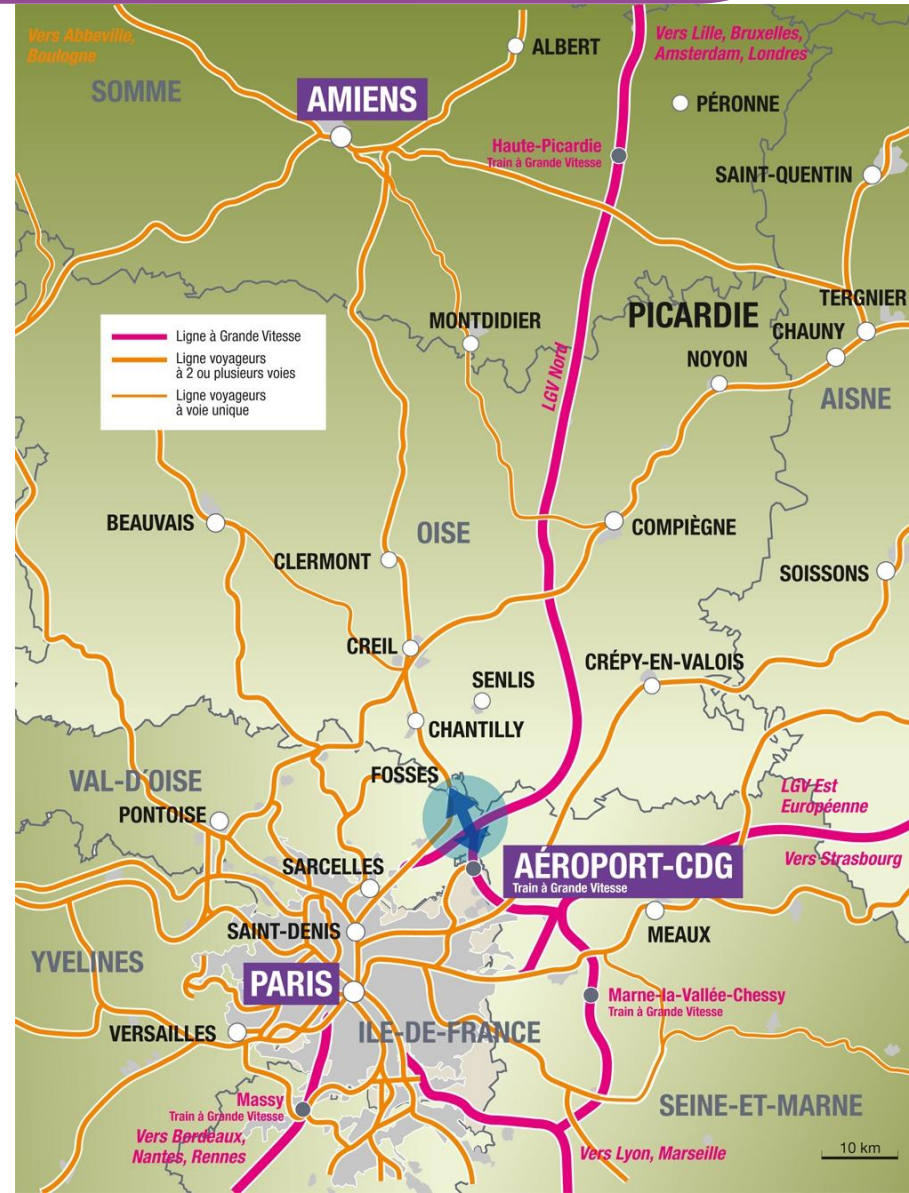 Vers Abbeville,
Boulogne
ALBERT
Vers Lille, Bruxelles,
Amsterdam, Londres
SOMME
AMIENS
PÉRONNE
Haute-Picardie
Train à Grande Vitesse
SAINT-QUENTIN
TERGNIER
PICARDIE
MONTDIDIER
CHAUNY
Ligne à Grande Vitesse
Ligne voyageurs
à 2 ou plusieurs voies
Ligne voyageurs
à voie unique
LGV Nord
NOYON
AISNE
BEAUVAIS
OISE
COMPIÈGNE
CLERMONT
SOISSONS
CREIL
CRÉPY-EN-VALOIS
SENLIS
CHANTILLY
VAL-D'OISE
FOSSES
LGV Est
Européenne
PONTOISE
Vers Strasbourg
SARCELLES
AÉROPORT-CDG
Train à Grande Vitesse
SAINT-DENIS
MEAUX
YVELINES
PARIS
Marne-la-Vallée-Chessy
Train à Grande Vitesse
VERSAILLES
ILE-DE-FRANCE
Massy
Train à Grande Vitesse
SEINE-ET-MARNE
Vers Bordeaux,
Nantes, Rennes
Vers Lyon, Marseille
10 km